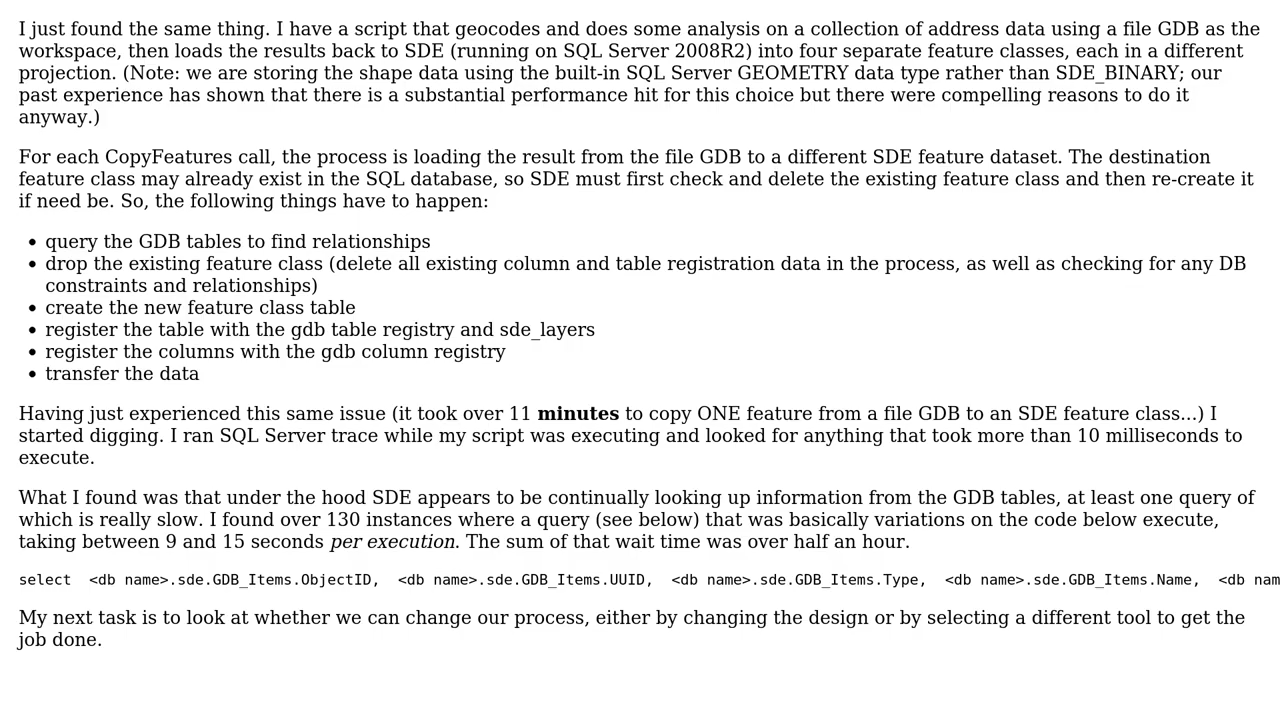 I just found the same thing. I have a script that geocodes and does some analysis on a collection of address data using a file GDB as the
workspace, then loads the results back to SDE (running on SQL Server 2008R2) into four separate feature classes, each in a different
projection. (Note: we are storing the shape data using the built-in SQL Server GEOMETRY data type rather than SDE_BINARY; our
past experience has shown that there is a substantial performance hit for this choice but there were compelling reasons to do it
anyway.)
For each CopyFeatures call, the process is loading the result from the file GDB to a different SDE feature dataset. The destination
feature class may already exist in the SQL database, so SDE must first check and delete the existing feature class and then re-create it
if need be. So, the following things have to happen:
• query the GDB tables to find relationships
• drop the existing feature class (delete all existing column and table registration data in the process, as well as checking for any DB
constraints and relationships)
• create the new feature class table
• register the table with the gdb table registry and sde_layers
• register the columns with the gdb column registry
• transfer the data
Having just experienced this same issue (it took over 11 minutes to copy ONE feature from a file GDB to an SDE feature class...) I
started digging. I ran SQL Server trace while my script was executing and looked for anything that took more than 10 milliseconds to
execute.
What I found was that under the hood SDE appears to be continually looking up information from the GDB tables, at least one query of
which is really slow. I found over 130 instances where a query (see below) that was basically variations on the code below execute,
taking between 9 and 15 seconds per execution. The sum of that wait time was over half an hour.
select  <db name>.sde.GDB_Items.ObjectID,  <db name>.sde.GDB_Items.UUID,  <db name>.sde.GDB_Items.Type,  <db name>.sde.GDB_Items.Name,  <db nam
My next task is to look at whether we can change our process, either by changing the design or by selecting a different tool to get the
job done.